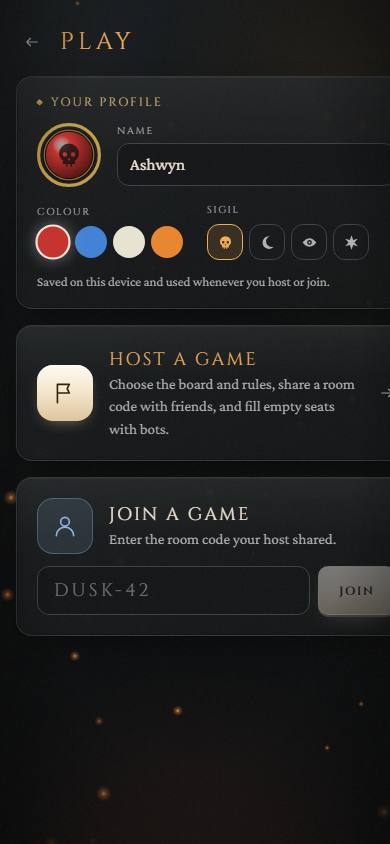 PLAY
YOUR PROFILE
NAME
Ashwyn
COLOUR
SIGIL
Saved on this device and used whenever you host or join.
HOST A GAME
Choose the board and rules, share a room
code with friends, and fill empty seats
with bots.
JOIN A GAME
Enter the room code your host shared.
DUSK-42
JOIN